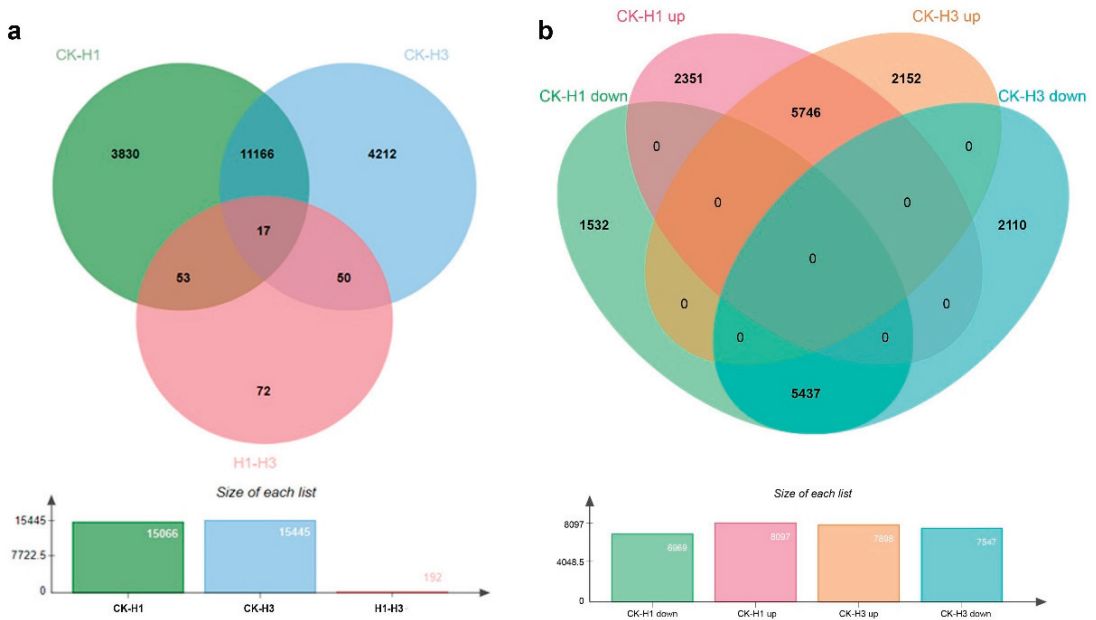 a
CK-H1
CK-H3
3830
11166
4212
17
53
50
72
H1-H3
Size of each list
15445
7722.5
0
15066
15445
192
CK-H1
CK-H3
H1-H3
b
CK-H1 up
CK-H3 up
CK-H1 down
CK-H3 down
2351
2152
5746
0
0
0
0
1532
2110
0
0
0
0
0
5437
Size of each list
8097
4048.5
0
6969
8097
7898
7547
CK-H1 down
CK-H1 up
CK-H3 up
CK-H3 down